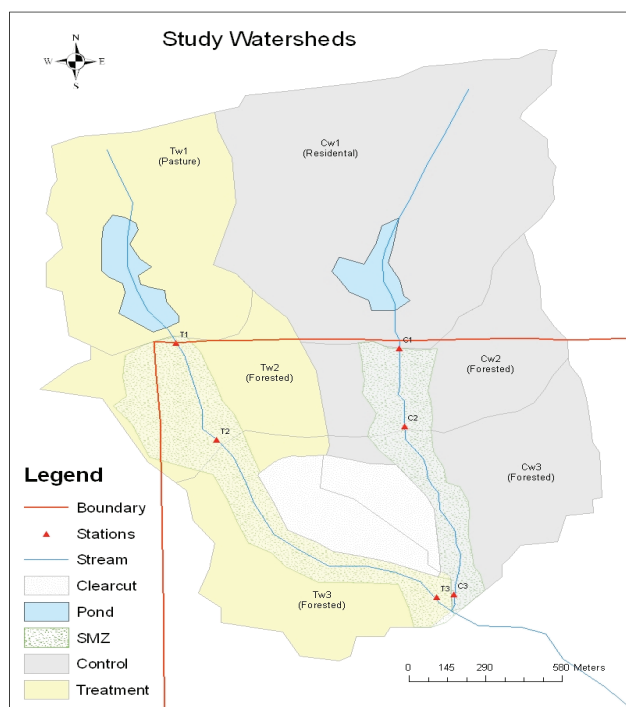 Study Watersheds
N
W E
S
Tw1
(Pasture)
Cw1
(Residental)
T1
C1
Tw2
(Forested)
Cw2
(Forested)
C2
T2
Cw3
(Forested)
Legend
Boundary
Stations
Stream
Clearcut
Pond
SMZ
Control
Treatment
Tw3
(Forested)
T3
C3
0 145 290 580 Meters